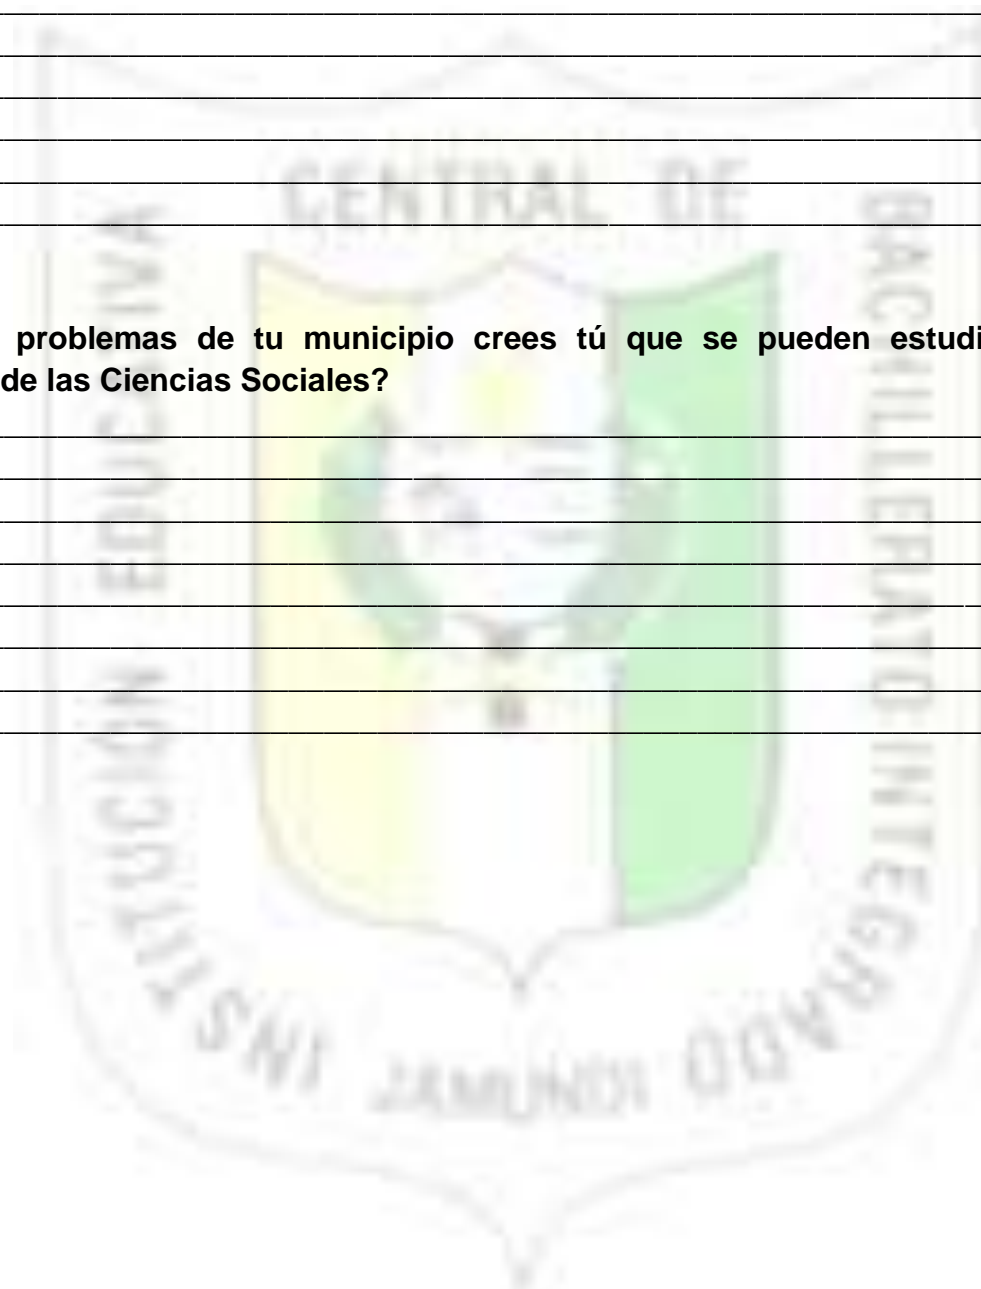 CENTRAL DE
problemas de tu municipio crees tú que se pueden estudi
de las Ciencias Sociales?
INSTITUCIÓN EDUCATIVA
BACHILLERATO INTEGRADO
JAMUNDI